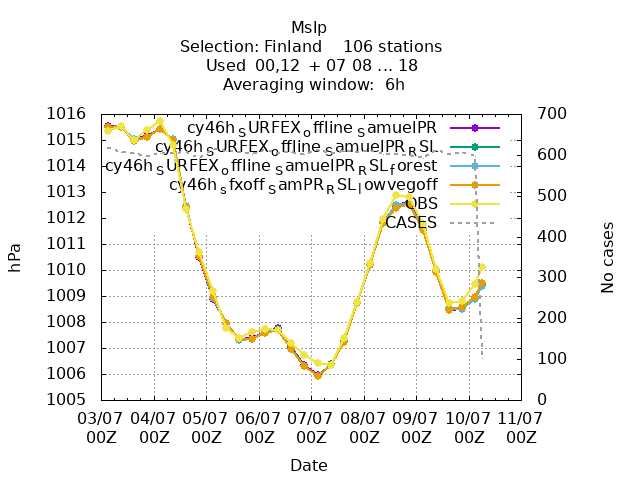 Mslp
Selection: Finland    106 stations
Used  00,12  + 07 08 ... 18
Averaging window:  6h
1016
1015
1014
1013
1012
1011
1010
1009
1008
1007
1006
1005
hPa
700
600
500
400
300
200
100
0
No cases
cy46h_SURFEX_offline_SamuelPR
cy46h_SURFEX_offline_SamuelPR_RSL
cy46h_SURFEX_offline_SamuelPR_RSL_forest
cy46h_sfxoff_SamPR_RSL_lowvegoff
OBS
CASES
03/07 04/07 05/07 06/07 07/07 08/07 09/07 10/07 11/07
00Z 00Z 00Z 00Z 00Z 00Z 00Z 00Z 00Z
Date